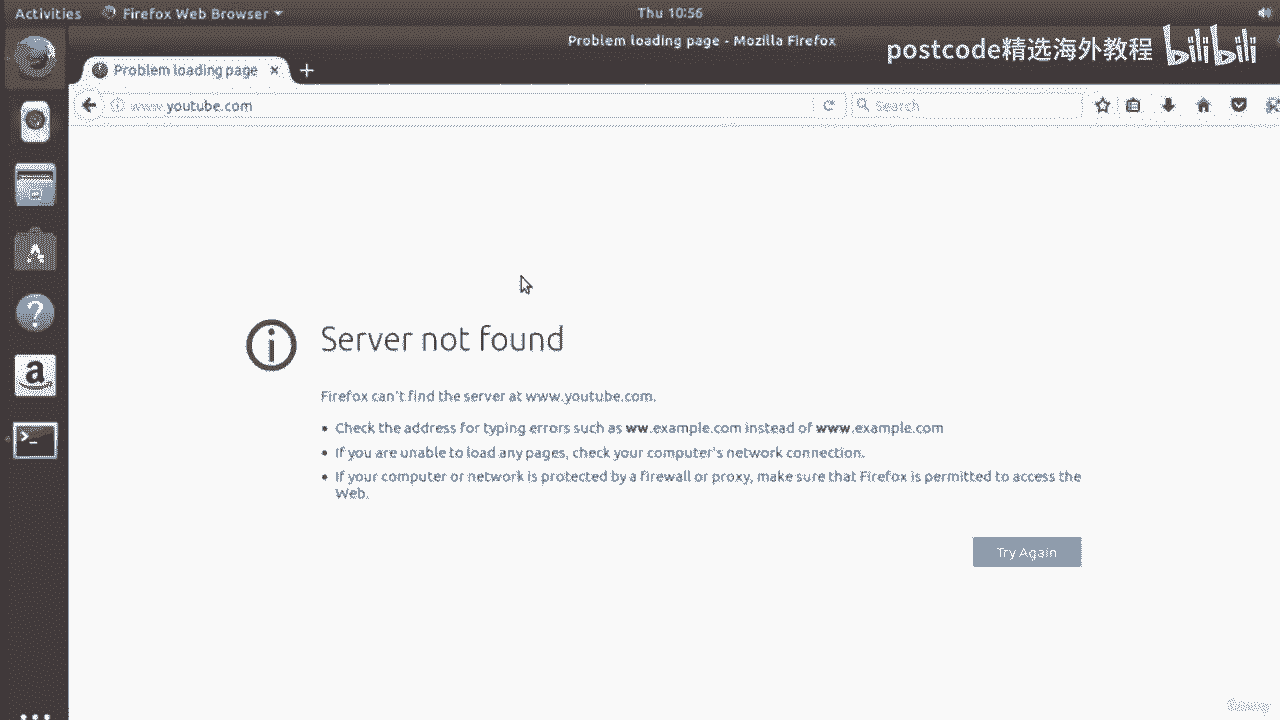 Activities
Firefox Web Browser
Thu 10:56
Problem loading page - Mozilla Firefox
postcode精选海外教程
bilibili
Problem loading page
www.youtube.com
Search
Server not found
Firefox can't find the server at www.youtube.com.
Check the address for typing errors such as ww.example.com instead of www.example.com
If you are unable to load any pages, check your computer's network connection.
If your computer or network is protected by a firewall or proxy, make sure that Firefox is permitted to access the
Web.
Try Again